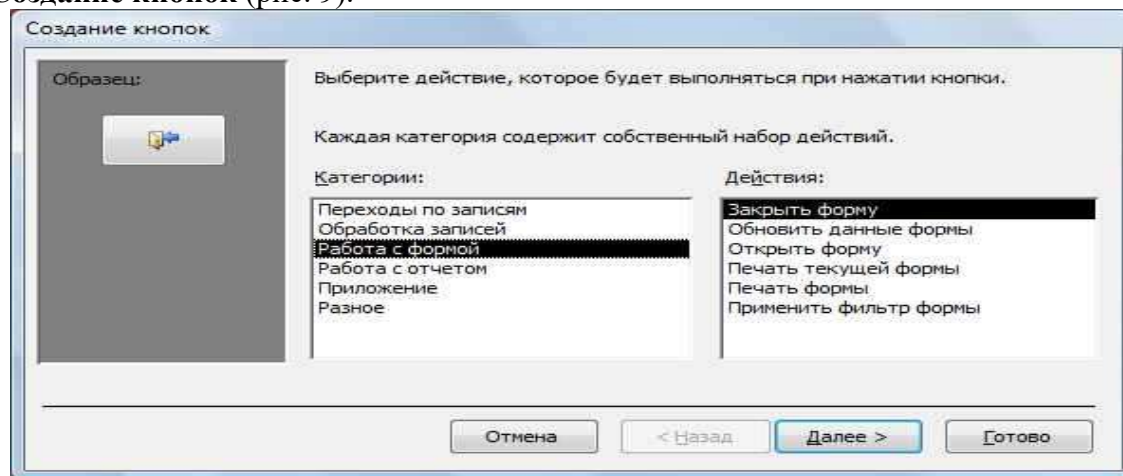 Создание кнопок (рис. 9).
Создание кнопок
Образец:
Выберите действие, которое будет выполняться при нажатии кнопки.
Каждая категория содержит собственный набор действий.
Категории:
Переходы по записям
Обработка записей
Работа с формой
Работа с отчетом
Приложение
Разное
Действия:
Закрыть форму
Обновить данные формы
Открыть форму
Печать текущей формы
Печать формы
Применить фильтр формы
Отмена
< Назад
Далее >
Готово